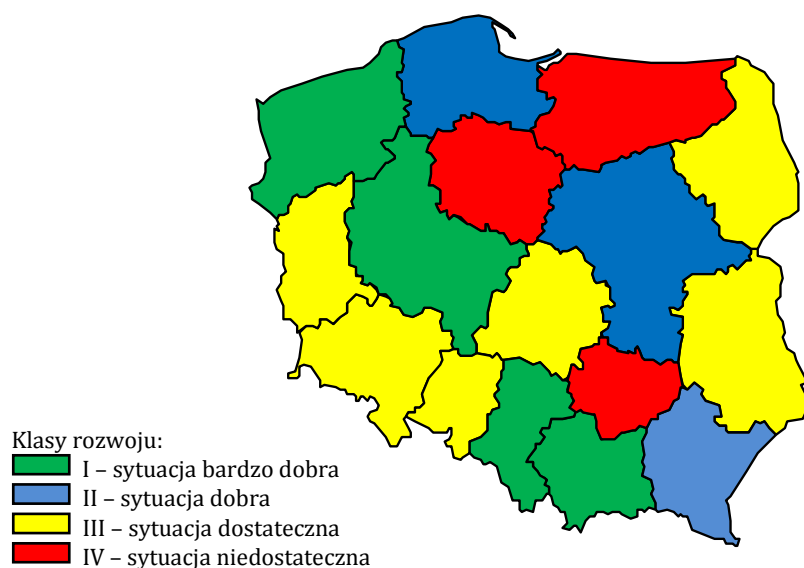 Klasy rozwoju:
I – sytuacja bardzo dobra
II – sytuacja dobra
III – sytuacja dostateczna
IV – sytuacja niedostateczna